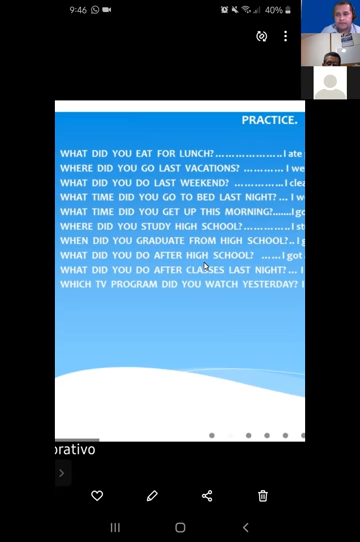 9:46
40%
PRACTICE.
WHAT DID YOU EAT FOR LUNCH?...................I ate
WHERE DID YOU GO LAST VACATIONS? ........... I we
WHAT DID YOU DO LAST WEEKEND? ..............I clea
WHAT TIME DID YOU GO TO BED LAST NIGHT?... I w
WHAT TIME DID YOU GET UP THIS MORNING?.......I go
WHERE DID YOU STUDY HIGH SCHOOL?.............. I st
WHEN DID YOU GRADUATE FROM HIGH SCHOOL?.. I g
WHAT DID YOU DO AFTER HIGH SCHOOL? ......I got
WHAT DID YOU DO AFTER CLASSES LAST NIGHT?... I
WHICH TV PROGRAM DID YOU WATCH YESTERDAY? I
orativo